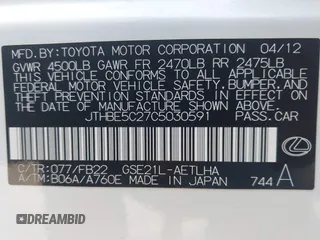 MFD.BY:TOYOTA MOTOR CORPORATION 04/12
GVWR 4500LB GAWR FR 2470LB RR 2475LB
THIS VEHICLE CONFORMS TO ALL APPLICABLE
FEDERAL MOTOR VEHICLE SAFETY, BUMPER, AND
THEFT PREVENTION STANDARDS IN EFFECT ON
THE DATE OF MANUFACTURE SHOWN ABOVE.
JTHBE5C27C5030591 PASS.CAR
C/TR:077/FB22 GSE21L-AETLHA
A/TM:B06A/A760E MADE IN JAPAN 744 A
AUTOHELPERBOT.COM